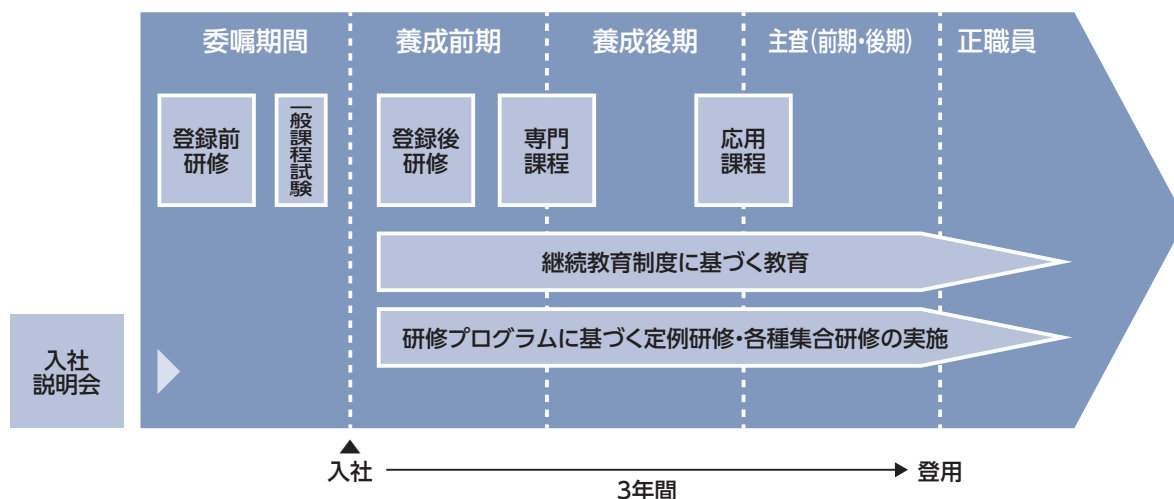 委嘱期間
養成前期
養成後期
主査(前期・後期)
正職員
登録前
研修
一般課程試験
登録後
研修
専門
課程
応用
課程
継続教育制度に基づく教育
研修プログラムに基づく定例研修・各種集合研修の実施
入社
説明会
入社
登用
3年間